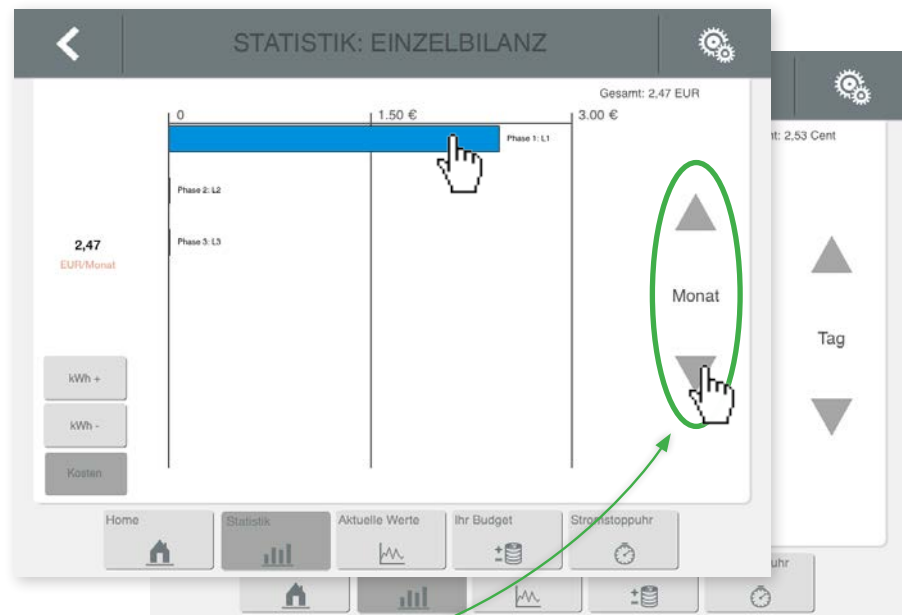 STATISTIK: EINZELBILANZ
Gesamt: 2,47 EUR
0 1.50 € 3.00 €
Phase 1: L1
Phase 2: L2
Phase 3: L3
2,47
EUR/Monat
Monat
kWh +
kWh -
Kosten
Home Statistik Aktuelle Werte Ihr Budget Stromstoppuhr
2,53 Cent
Tag